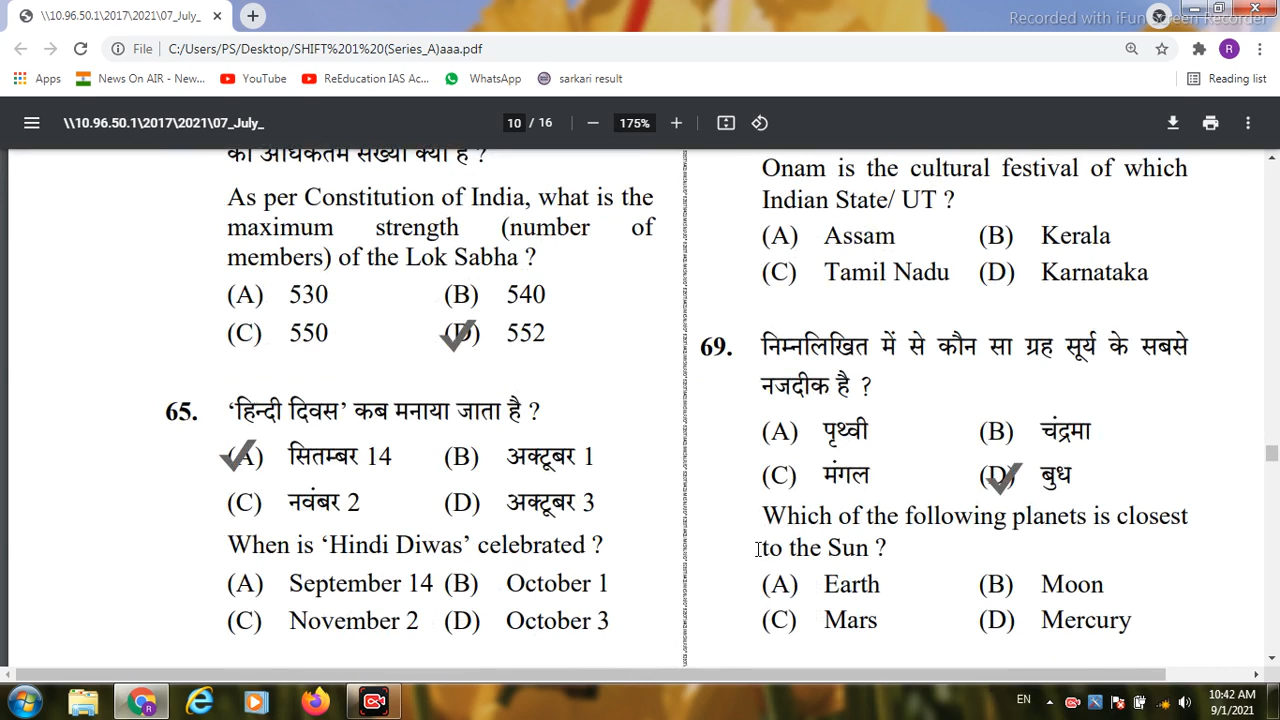 \\10.96.50.1\2017\2021\07_July_
Recorded with iFun Screen Recorder
File C:/Users/PS/Desktop/SHIFT%201%20(Series_A)aaa.pdf
R
Apps News On AIR - New... YouTube ReEducation IAS Ac... WhatsApp sarkari result Reading list
\\10.96.50.1\2017\2021\07_July_ 10 / 16 175%
की अधिकतम संख्या क्या है ?
As per Constitution of India, what is the
maximum strength (number of
members) of the Lok Sabha ?
(A) 530 (B) 540
(C) 550 (D) 552
65. ‘हिन्दी दिवस’ कब मनाया जाता है ?
(A) सितम्बर 14 (B) अक्टूबर 1
(C) नवंबर 2 (D) अक्टूबर 3
When is ‘Hindi Diwas’ celebrated ?
(A) September 14 (B) October 1
(C) November 2 (D) October 3
Onam is the cultural festival of which
Indian State/ UT ?
(A) Assam (B) Kerala
(C) Tamil Nadu (D) Karnataka
69. निम्नलिखित में से कौन सा ग्रह सूर्य के सबसे
नजदीक है ?
(A) पृथ्वी (B) चंद्रमा
(C) मंगल (D) बुध
Which of the following planets is closest
to the Sun ?
(A) Earth (B) Moon
(C) Mars (D) Mercury
EN
10:42 AM
9/1/2021